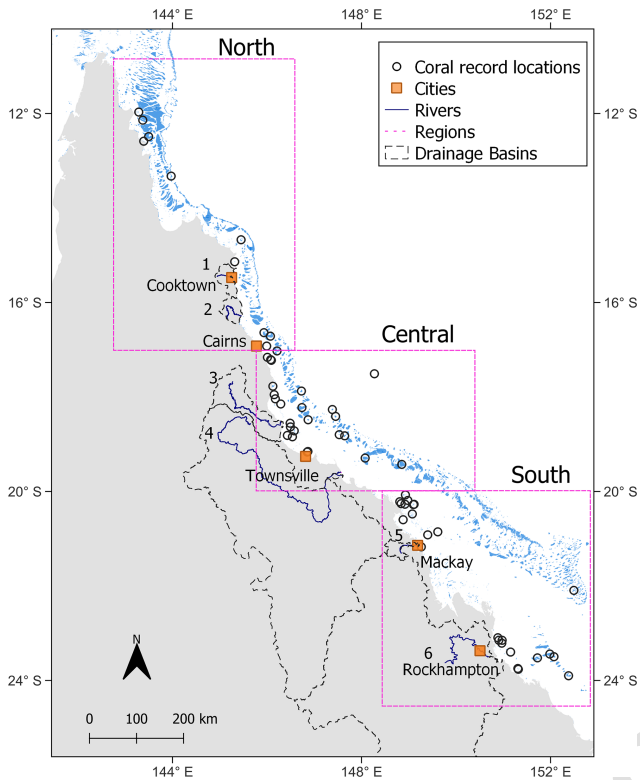 144° E 148° E 152° E
North
Coral record locations
Cities
Rivers
Regions
Drainage Basins
12° S 12° S
1
Cooktown
16° S 16° S
2
Cairns
Central
3
4
Townsville
South
20° S 20° S
5
Mackay
6
Rockhampton
N
24° S 24° S
0 100 200 km
144° E 148° E 152° E